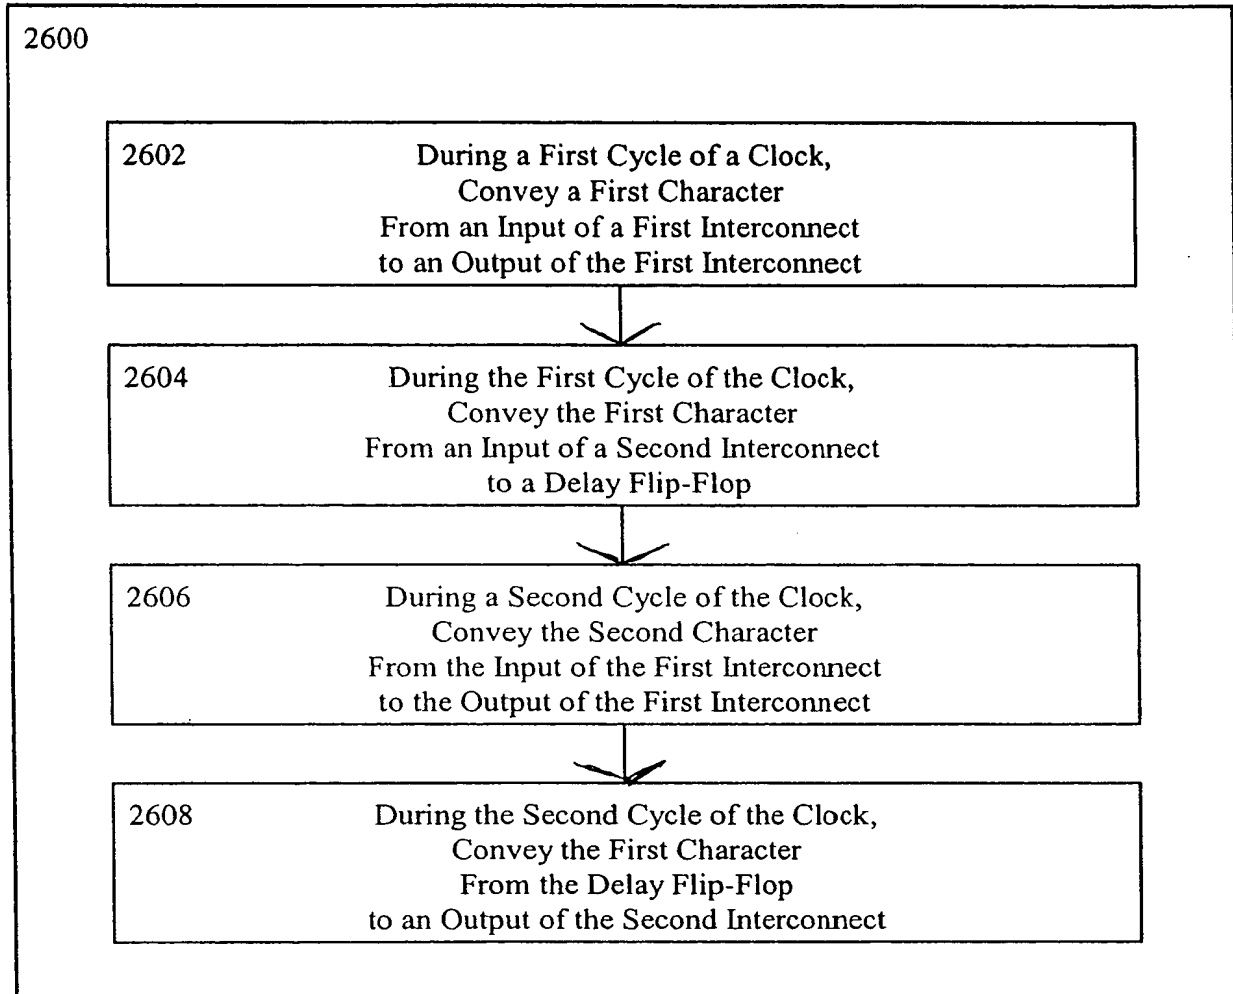 2600
2602 During a First Cycle of a Clock,
Convey a First Character
From an Input of a First Interconnect
to an Output of the First Interconnect
2604 During the First Cycle of the Clock,
Convey the First Character
From an Input of a Second Interconnect
to a Delay Flip-Flop
2606 During a Second Cycle of the Clock,
Convey the Second Character
From the Input of the First Interconnect
to the Output of the First Interconnect
2608 During the Second Cycle of the Clock,
Convey the First Character
From the Delay Flip-Flop
to an Output of the Second Interconnect